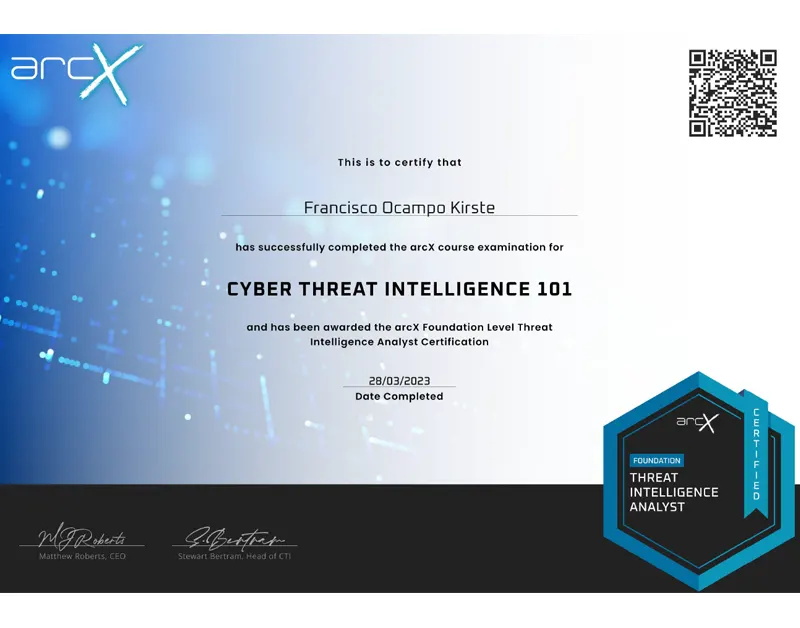 arcX
This is to certify that
Francisco Ocampo Kirste
has successfully completed the arcX course examination for
CYBER THREAT INTELLIGENCE 101
and has been awarded the arcX Foundation Level Threat
Intelligence Analyst Certification
28/03/2023
Date Completed
arcX
CERTIFIED
FOUNDATION
THREAT
INTELLIGENCE
ANALYST
MJRoberts
Matthew Roberts, CEO
S.Bertram
Stewart Bertram, Head of CTI